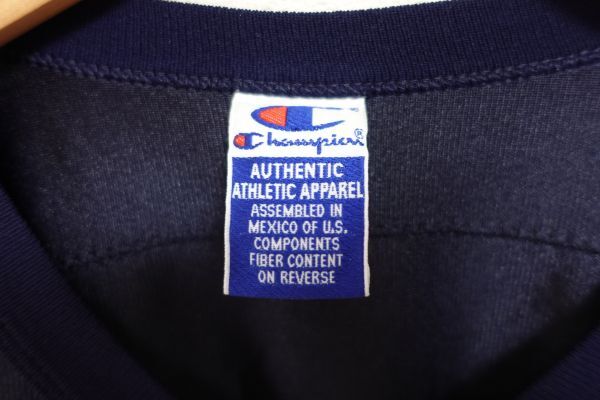 Champion®
AUTHENTIC
ATHLETIC APPAREL
ASSEMBLED IN
MEXICO OF U.S.
COMPONENTS
FIBER CONTENT
ON REVERSE